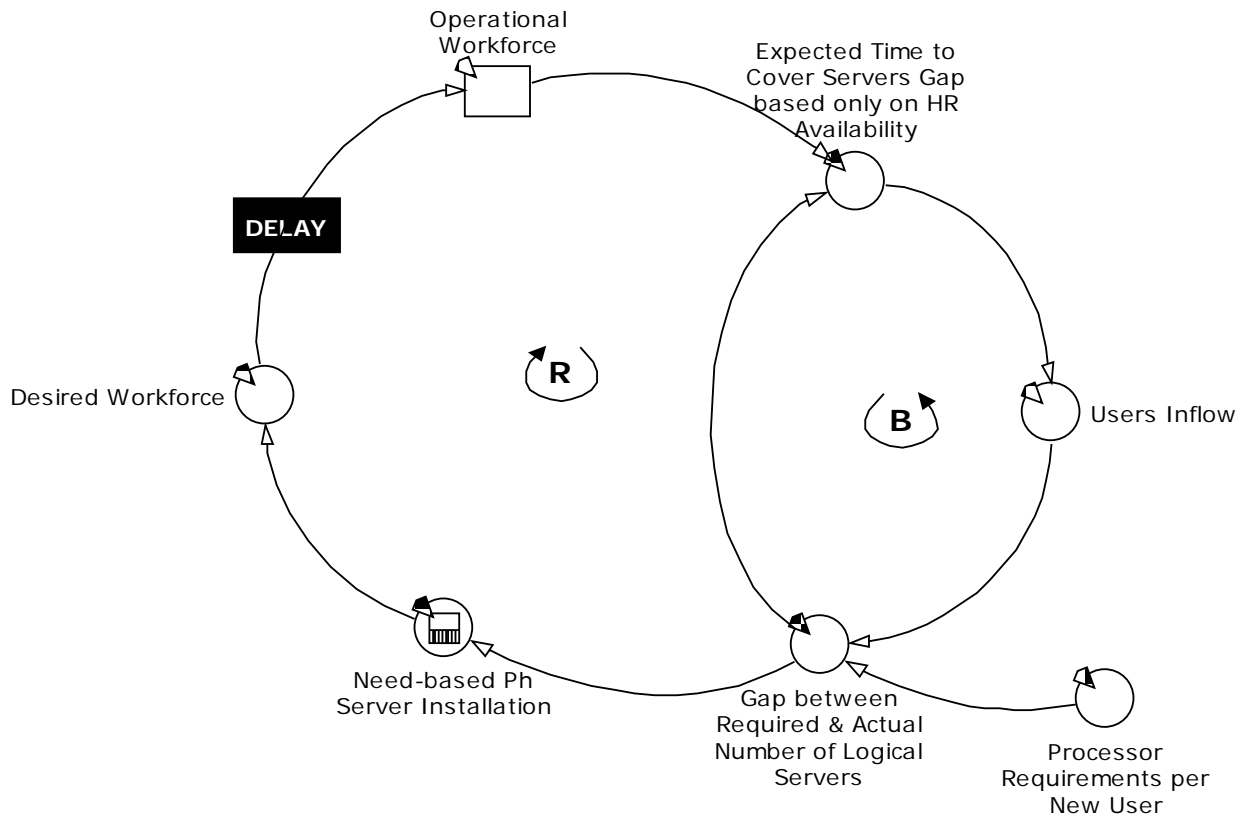 Operational
Workforce
Expected Time to
Cover Servers Gap
based only on HR
Availability
DELAY
R
B
Desired Workforce
Users Inflow
Need-based Ph
Server Installation
Gap between
Required & Actual
Number of Logical
Servers
Processor
Requirements per
New User